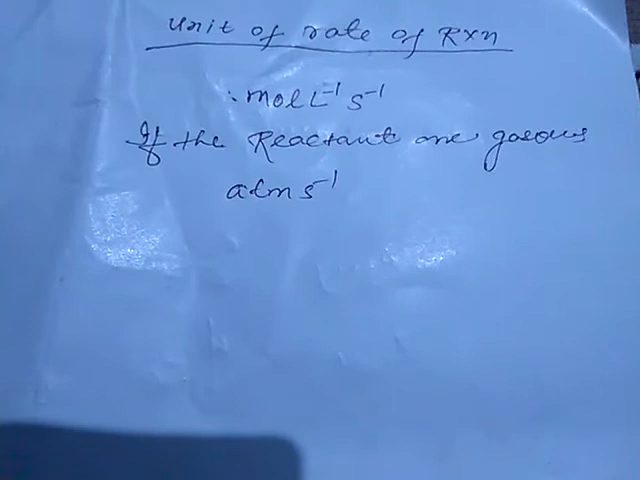 Unit of rate of Rxn
: mol L⁻¹ s⁻¹
If the Reactant are gaseous
atm s⁻¹